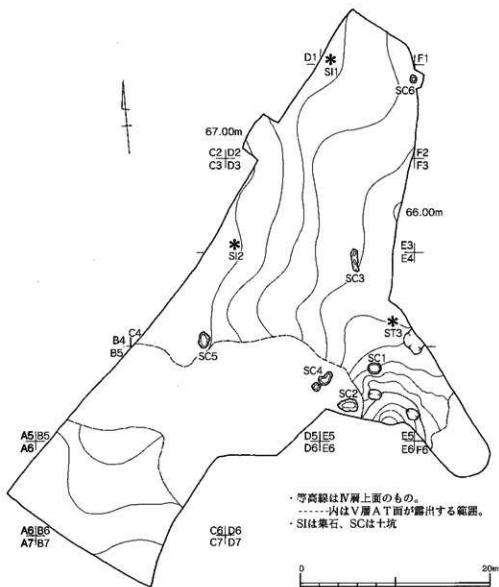 D1
F1
SI1
SC6
67.00m
C2 D2
C3 D3
F2
F3
66.00m
SI2
E3
E4
SC3
ST3
C4
B4
B5
SC5
SC1
SC4
SC2
A5 B5
A6
D5 E5
D6 E6
E5
E6 F6
・等高線はⅣ層上面のもの。
------内はⅤ層AT面が露出する範囲。
・SIは集石、SCは土坑
A6 B6
A7 B7
C6 D6
C7 D7
0 20m